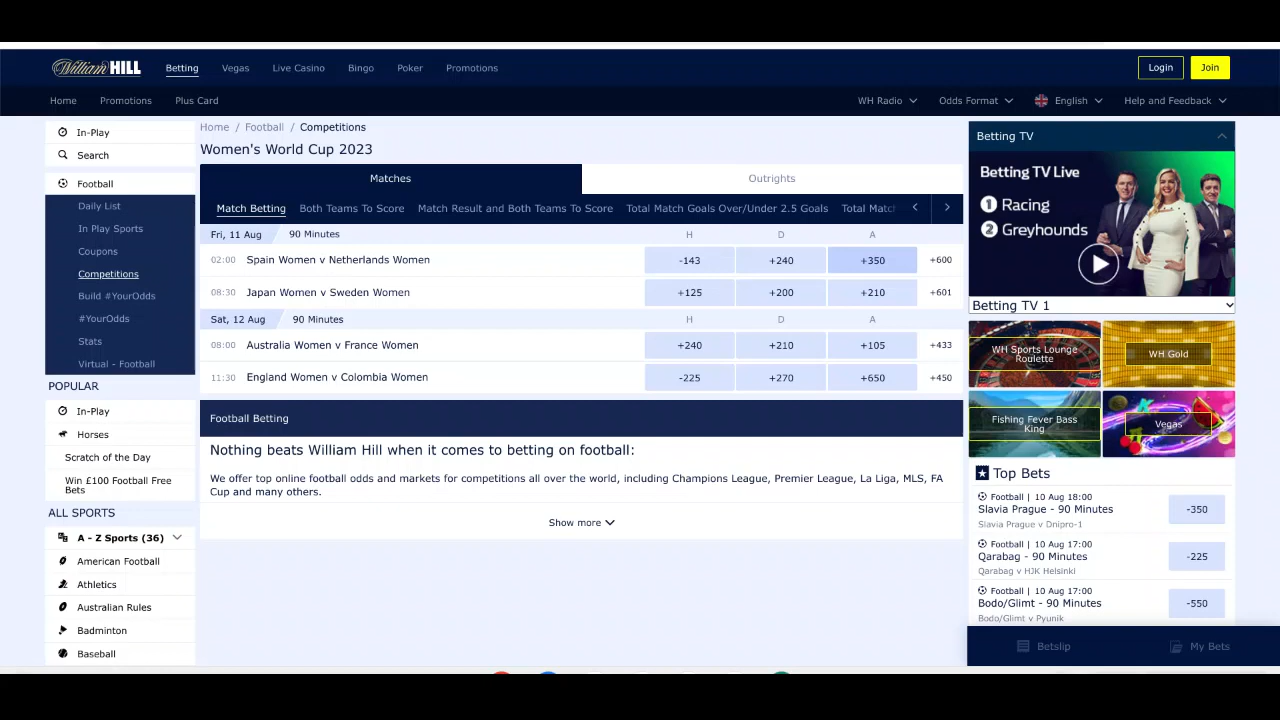 William HILL
Betting
Vegas
Live Casino
Bingo
Poker
Promotions
Login
Join
Home
Promotions
Plus Card
WH Radio
Odds Format
English
Help and Feedback
In-Play
Search
Football
Daily List
In Play Sports
Coupons
Competitions
Build #YourOdds
#YourOdds
Stats
Virtual - Football
POPULAR
In-Play
Horses
Scratch of the Day
Win £100 Football Free
Bets
ALL SPORTS
A - Z Sports (36)
American Football
Athletics
Australian Rules
Badminton
Baseball
Home / Football / Competitions
Women's World Cup 2023
Matches
Outrights
Match Betting
Both Teams To Score
Match Result and Both Teams To Score
Total Match Goals Over/Under 2.5 Goals
Total Matc
Fri, 11 Aug 90 Minutes H D A
02:00 Spain Women v Netherlands Women -143 +240 +350 +600
08:30 Japan Women v Sweden Women +125 +200 +210 +601
Sat, 12 Aug 90 Minutes H D A
08:00 Australia Women v France Women +240 +210 +105 +433
11:30 England Women v Colombia Women -225 +270 +650 +450
Football Betting
Nothing beats William Hill when it comes to betting on football:
We offer top online football odds and markets for competitions all over the world, including Champions League, Premier League, La Liga, MLS, FA
Cup and many others.
Show more
Betting TV
Betting TV Live
1 Racing
2 Greyhounds
Betting TV 1
WH Sports Lounge
Roulette
WH Gold
Fishing Fever Bass
King
Vegas
Top Bets
Football | 10 Aug 18:00
Slavia Prague - 90 Minutes -350
Slavia Prague v Dnipro-1
Football | 10 Aug 17:00
Qarabag - 90 Minutes -225
Qarabag v HJK Helsinki
Football | 10 Aug 17:00
Bodo/Glimt - 90 Minutes -550
Bodo/Glimt v Pyunik
Betslip
My Bets